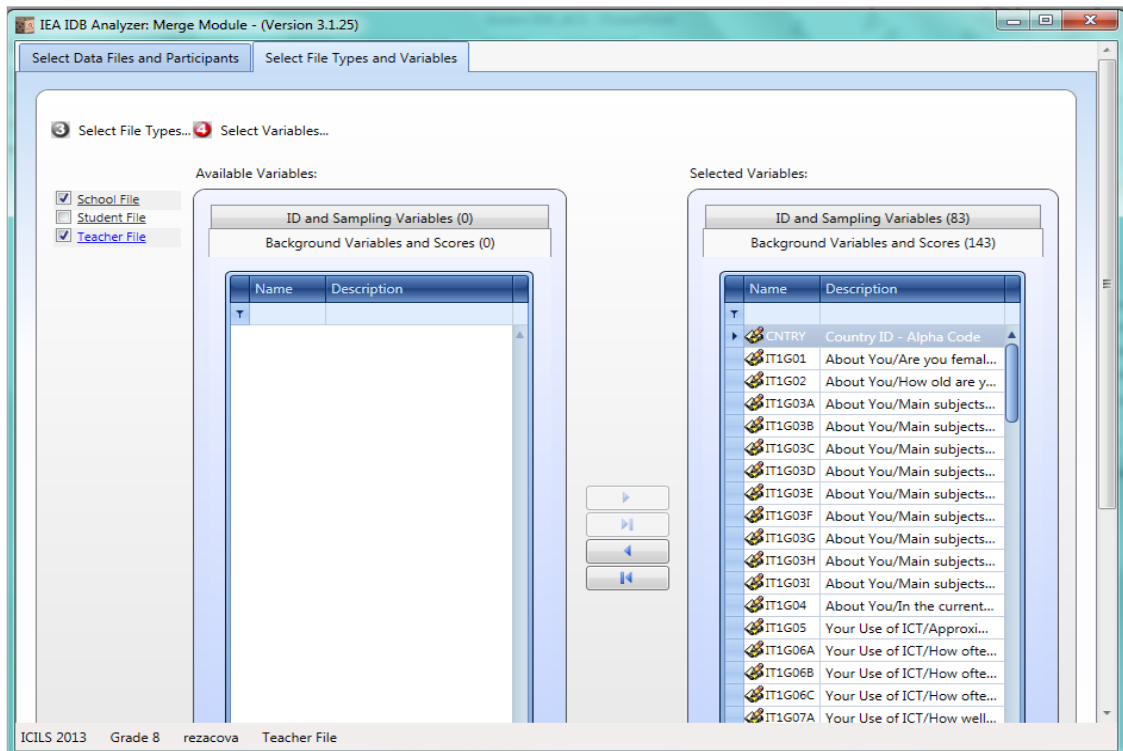 IEA IDB Analyzer: Merge Module - (Version 3.1.25)
Select Data Files and Participants Select File Types and Variables
3 Select File Types... 4 Select Variables...
Available Variables: Selected Variables:
School File
Student File
Teacher File
ID and Sampling Variables (0)
Background Variables and Scores (0)
Name Description
ID and Sampling Variables (83)
Background Variables and Scores (143)
Name Description
CNTRY Country ID - Alpha Code
IT1G01 About You/Are you femal...
IT1G02 About You/How old are y...
IT1G03A About You/Main subjects...
IT1G03B About You/Main subjects...
IT1G03C About You/Main subjects...
IT1G03D About You/Main subjects...
IT1G03E About You/Main subjects...
IT1G03F About You/Main subjects...
IT1G03G About You/Main subjects...
IT1G03H About You/Main subjects...
IT1G03I About You/Main subjects...
IT1G04 About You/In the current...
IT1G05 Your Use of ICT/Approxi...
IT1G06A Your Use of ICT/How ofte...
IT1G06B Your Use of ICT/How ofte...
IT1G06C Your Use of ICT/How ofte...
IT1G07A Your Use of ICT/How well...
ICILS 2013 Grade 8 rezacova Teacher File